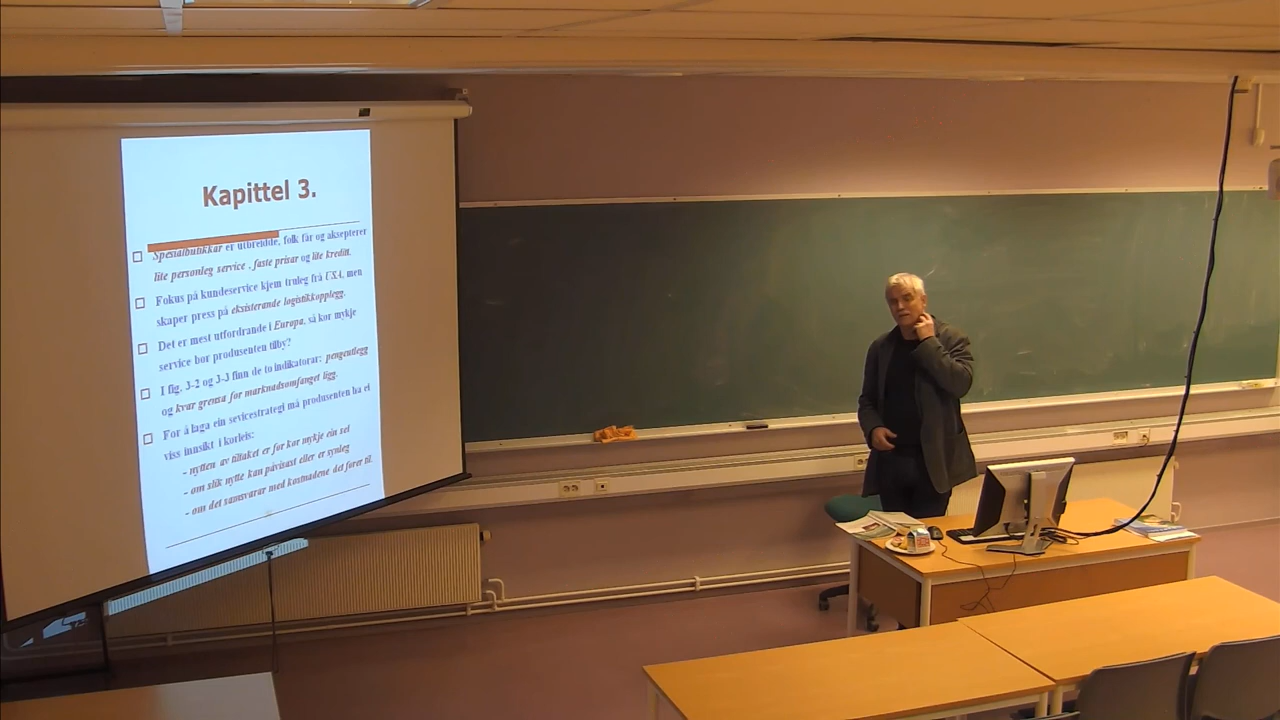 Kapittel 3.
Spesialbutikkar er utbreidde, folk får og aksepterer
lite personleg service , faste prisar og lite kreditt.
Fokus på kundeservice kjem truleg frå USA, men
skaper press på eksisterande logistikkopplegg.
Det er mest utfordrande i Europa, så kor mykje
service bør produsenten tilby?
I fig. 3-2 og 3-3 finn de to indikatorar: pengeutlegg
og kvar grensa for marknadsomfanget ligg.
For å laga ein sevicestrategi må produsenten ha ei
viss innsikt i korleis:
- nytten av tiltaket er for kor mykje ein sel
- om slik nytte kan påvisast eller er synleg
- om det samsvarar med kostnadene det fører til.